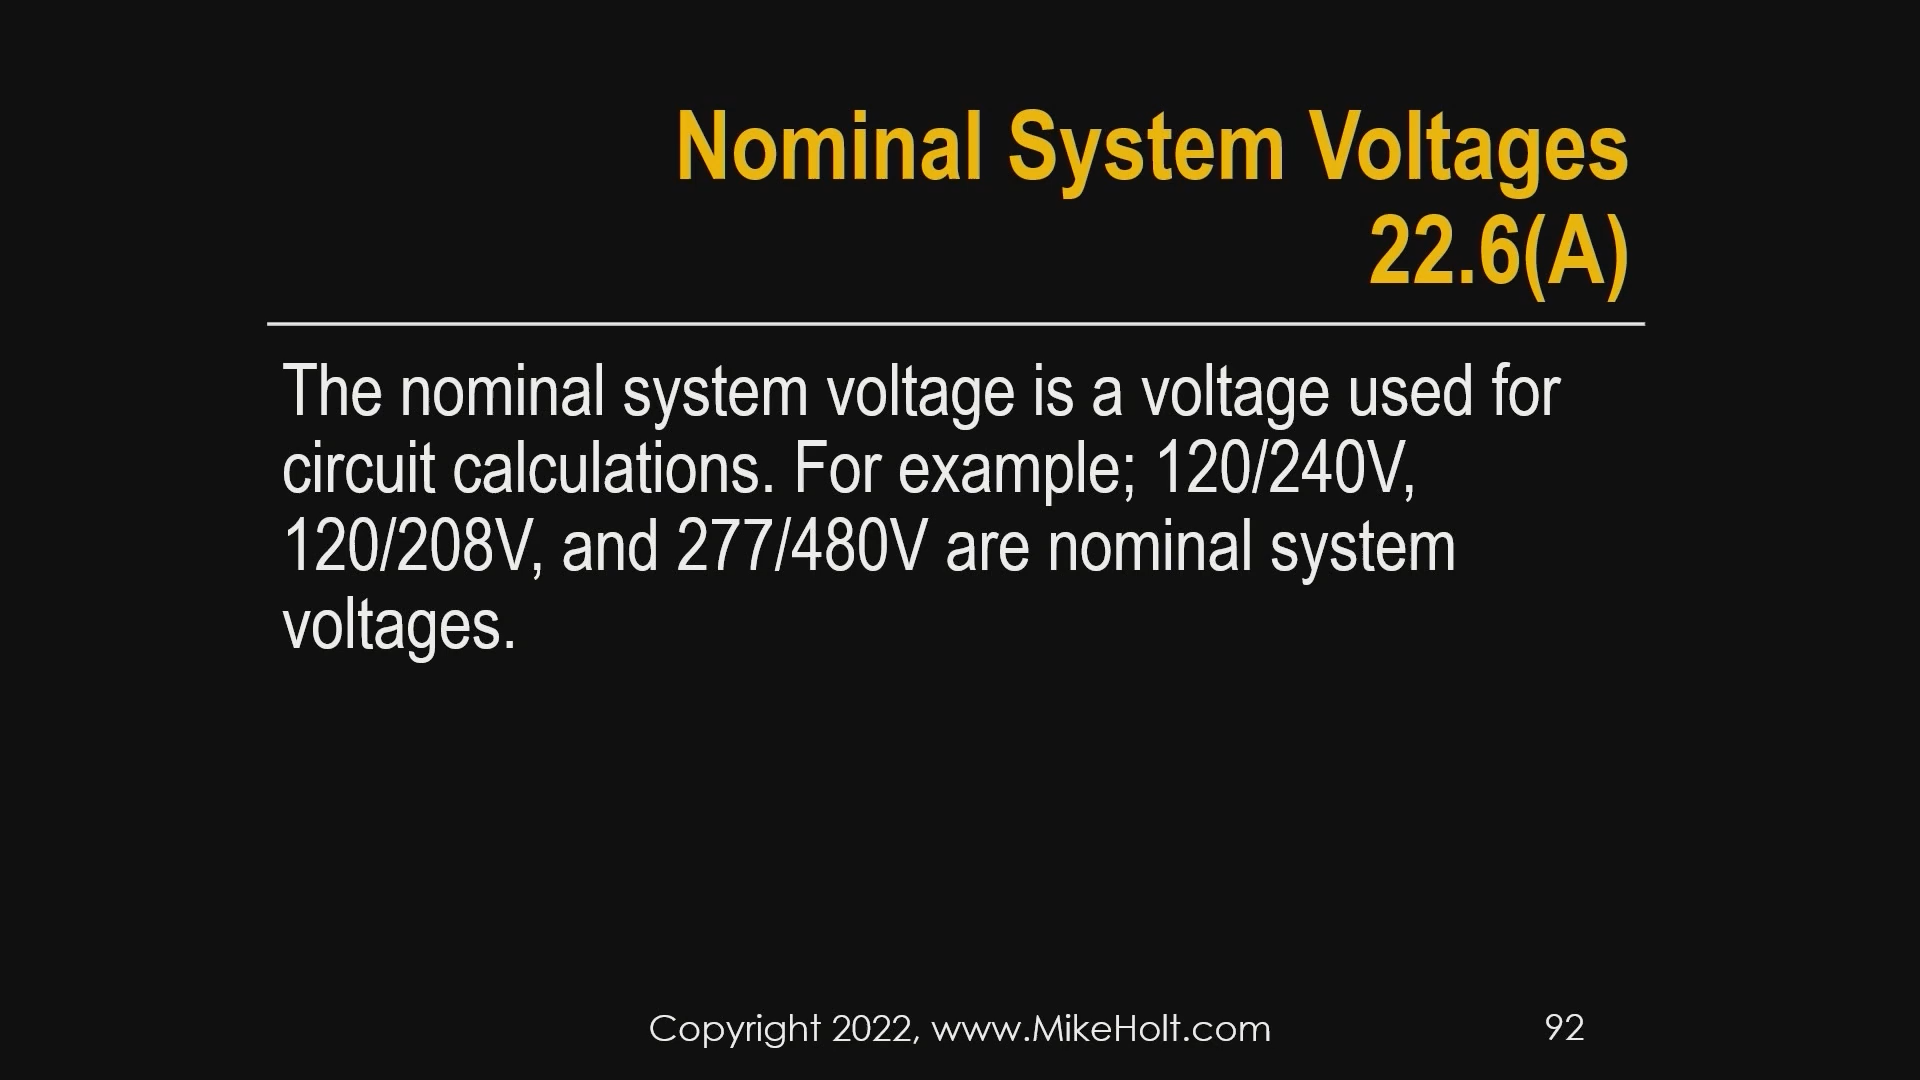 Nominal System Voltages
22.6(A)
The nominal system voltage is a voltage used for
circuit calculations. For example; 120/240V,
120/208V, and 277/480V are nominal system
voltages.
Copyright 2022, www.MikeHolt.com 92